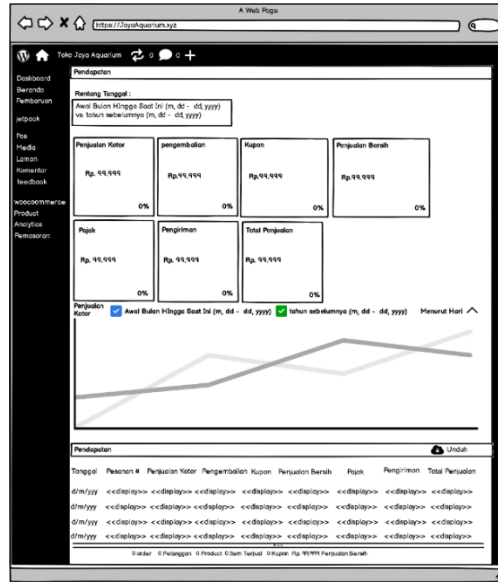 A Web Page
https://JayaAquarium.xyz
Toko Jaya Aquarium 0 0
Dashboard
Beranda
Pembaruan
jetpack
Pos
Media
Laman
Komentar
feedback
woocoommerce
Product
Analytics
Pemasaran
Pendapatan
Rentang Tanggal :
Awal Bulan HIngga Saat Ini (m, dd - dd, yyyy)
vs. tahun sebelumnya (m, dd - dd, yyyy)
Penjualan Kotor pengembalian Kupon Penjualan Bersih
Rp. 99.999 Rp.99.999 Rp.99.999 Rp.99.999
0% 0% 0% 0%
Pajak Pengiriman Total Penjualan
Rp. 99.999 Rp.99.999 Rp.99.999
0% 0% 0%
Penjualan
Kotor
Awal Bulan HIngga Saat Ini (m, dd - dd, yyyy) tahun sebelumnya (m, dd - dd, yyyy) Menurut Hari
Pendapatan Unduh
Tanggal Pesanan # Penjualan Kotor Pengembalian Kupon Penjualan Bersih Pajak Pengiriman Total Penjualan
d/m/yyy <<display>> <<display>> <<display>> <<display>> <<display>> <<display>> <<display>> <<display>>
d/m/yyy <<display>> <<display>> <<display>> <<display>> <<display>> <<display>> <<display>> <<display>>
d/m/yyy <<display>> <<display>> <<display>> <<display>> <<display>> <<display>> <<display>> <<display>>
d/m/yyy <<display>> <<display>> <<display>> <<display>> <<display>> <<display>> <<display>> <<display>>
0 order 0 Pelanggan 0 Product 0 Item Terjual 0 Kupon Rp. 99.999 Penjualan Bersih